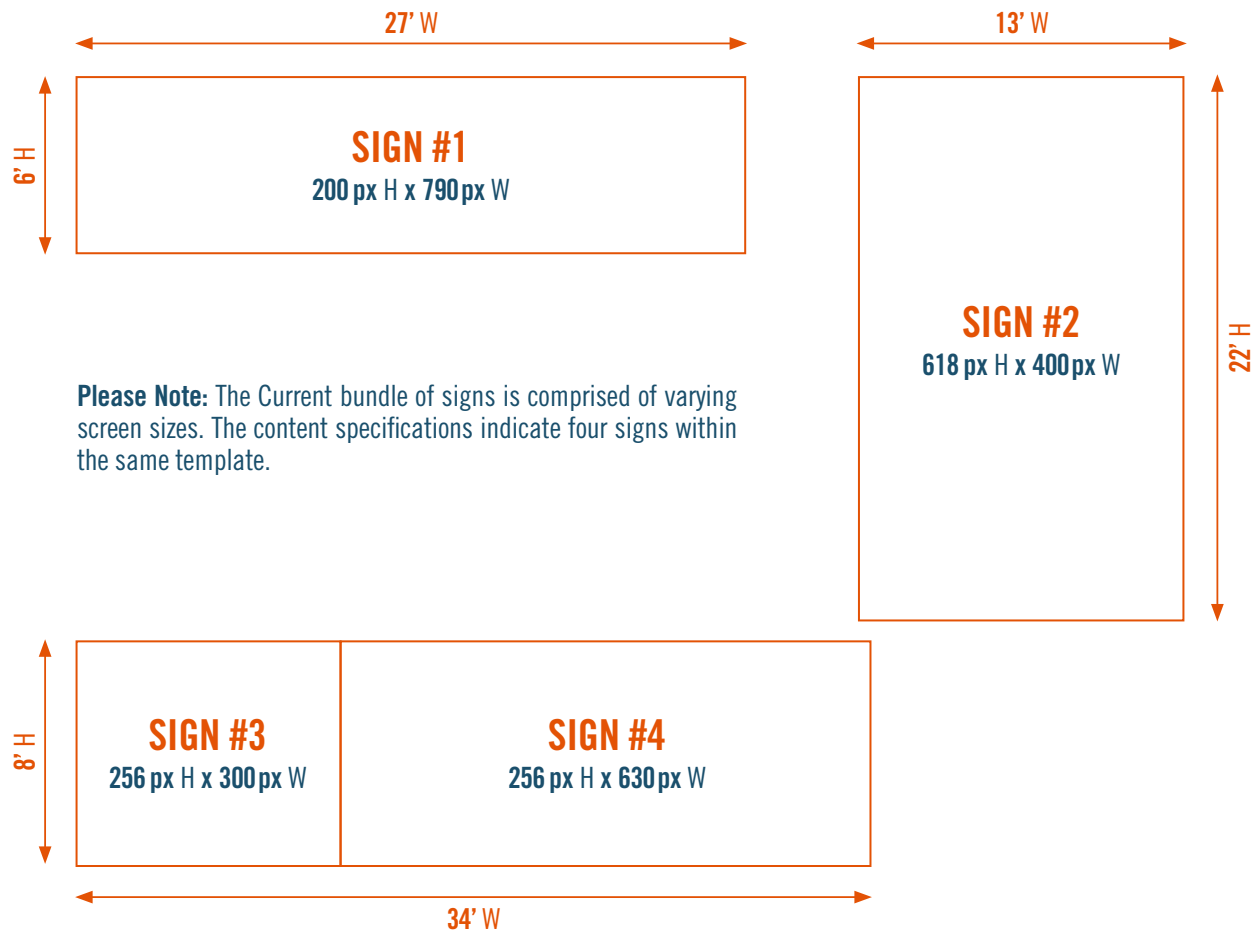 27’ W
13’ W
6’ H
SIGN #1
200 px H x 790 px W
SIGN #2
618 px H x 400 px W
22’ H
Please Note: The Current bundle of signs is comprised of varying
screen sizes. The content specifications indicate four signs within
the same template.
8’ H
SIGN #3
256 px H x 300 px W
SIGN #4
256 px H x 630 px W
34’ W